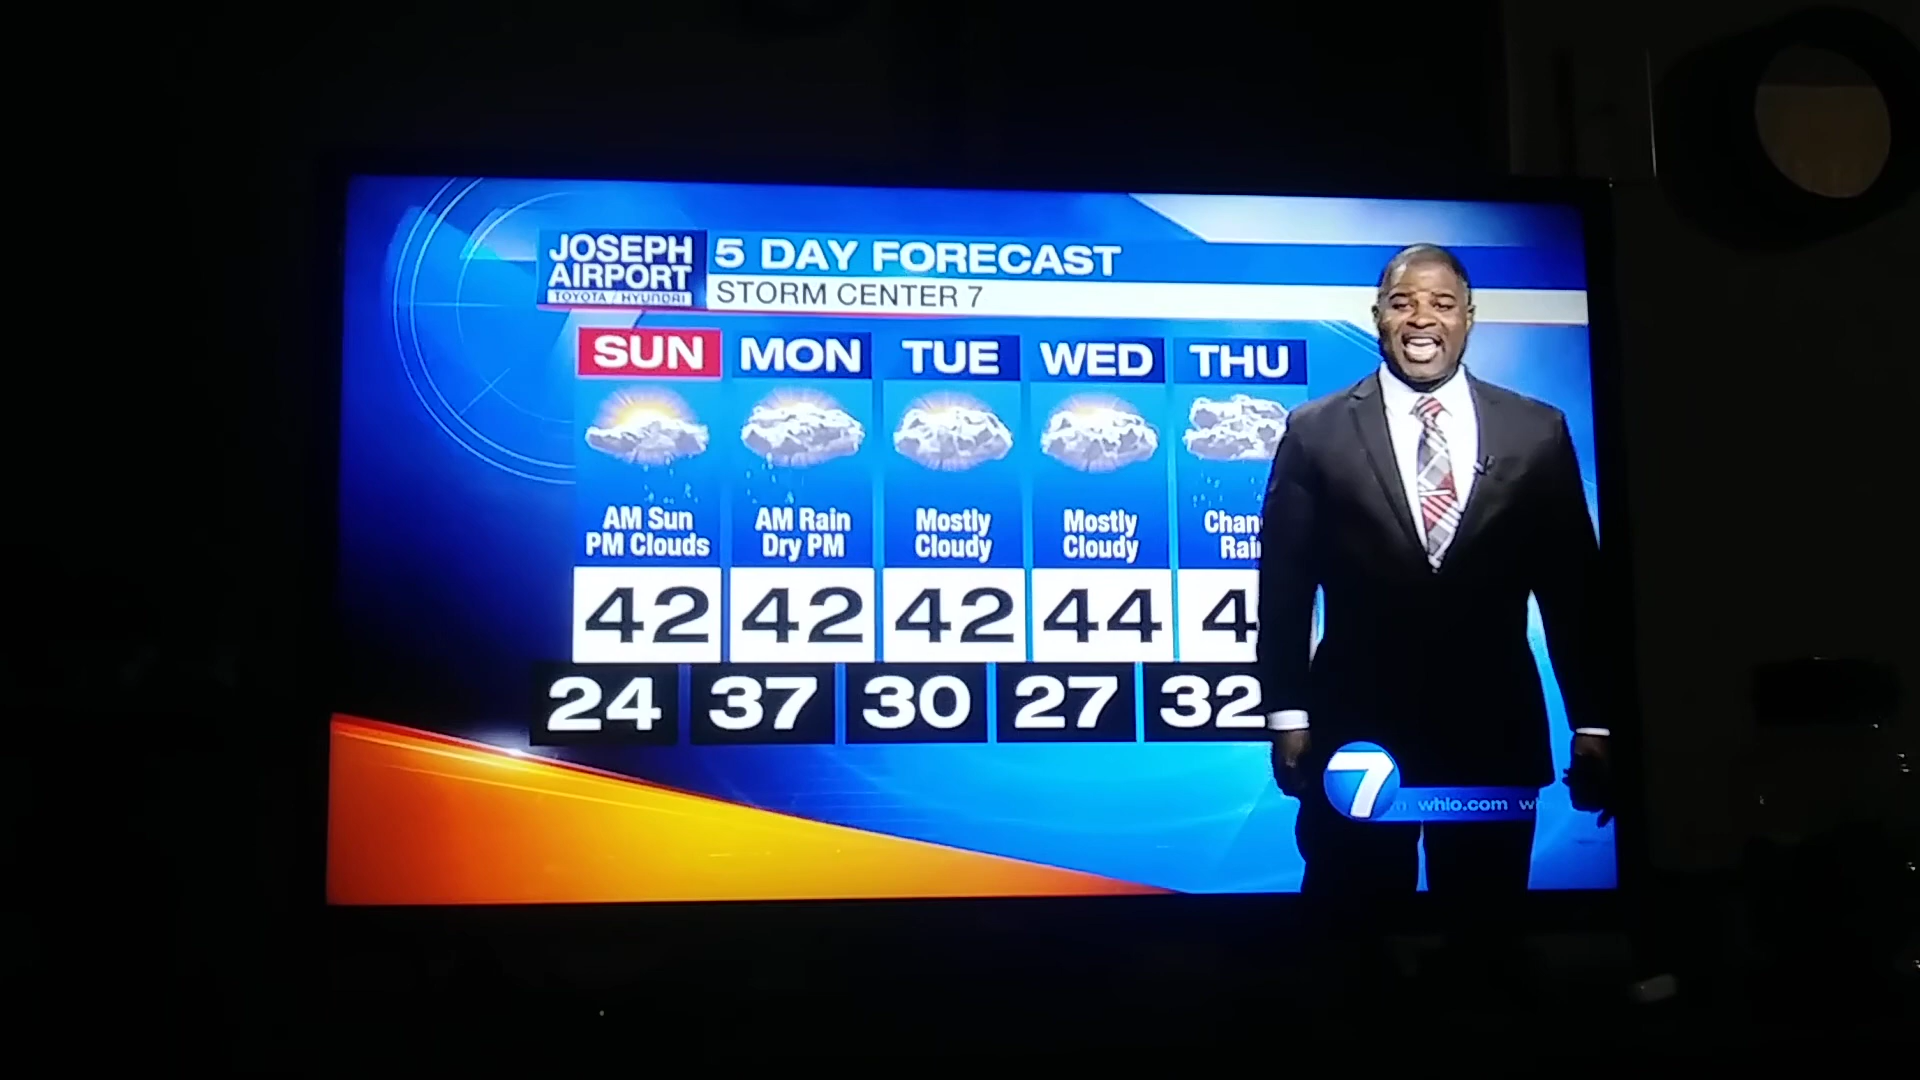 JOSEPH
AIRPORT
TOYOTA / HYUNDAI
5 DAY FORECAST
STORM CENTER 7
SUN MON TUE WED THU
AM Sun
PM Clouds
AM Rain
Dry PM
Mostly
Cloudy
Mostly
Cloudy
42 42 42 44
24 37 30 27 32
7
whio.com